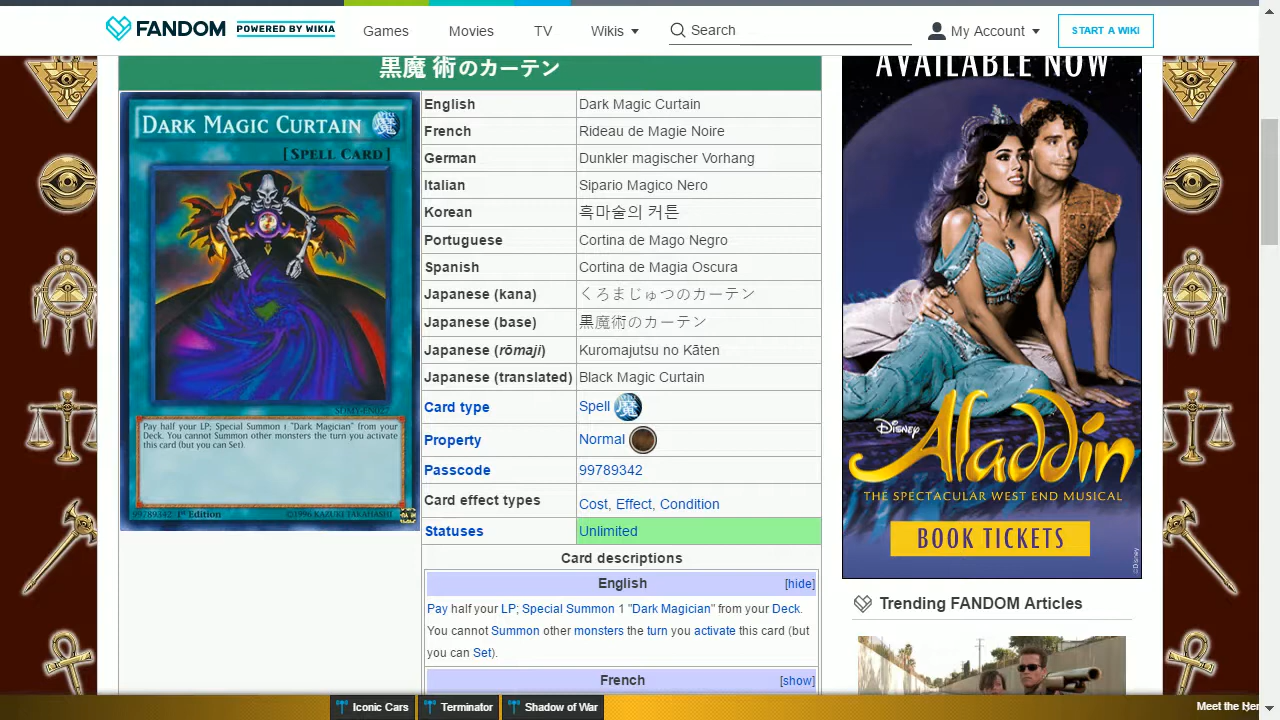 FANDOM POWERED BY WIKIA
Games
Movies
TV
Wikis
Search
My Account
START A WIKI
黒魔 術のカーテン
DARK MAGIC CURTAIN 魔
[SPELL CARD]
SDMY-EN027
Pay half your LP; Special Summon 1 "Dark Magician" from your
Deck. You cannot Summon other monsters the turn you activate
this card (but you can Set).
99789342 1st Edition ©1996 KAZUKI TAKAHASHI
English Dark Magic Curtain
French Rideau de Magie Noire
German Dunkler magischer Vorhang
Italian Sipario Magico Nero
Korean 흑마술의 커튼
Portuguese Cortina de Mago Negro
Spanish Cortina de Magia Oscura
Japanese (kana) くろまじゅつのカーテン
Japanese (base) 黒魔術のカーテン
Japanese (rōmaji) Kuromajutsu no Kāten
Japanese (translated) Black Magic Curtain
Card type Spell 魔
Property Normal
Passcode 99789342
Card effect types Cost, Effect, Condition
Statuses Unlimited
Card descriptions
English [hide]
Pay half your LP; Special Summon 1 "Dark Magician" from your Deck.
You cannot Summon other monsters the turn you activate this card (but
you can Set).
French [show]
AVAILABLE NOW
DISNEY
Aladdin
THE SPECTACULAR WEST END MUSICAL
BOOK TICKETS
©Disney
Trending FANDOM Articles
Iconic Cars
Terminator
Shadow of War
Meet the Her